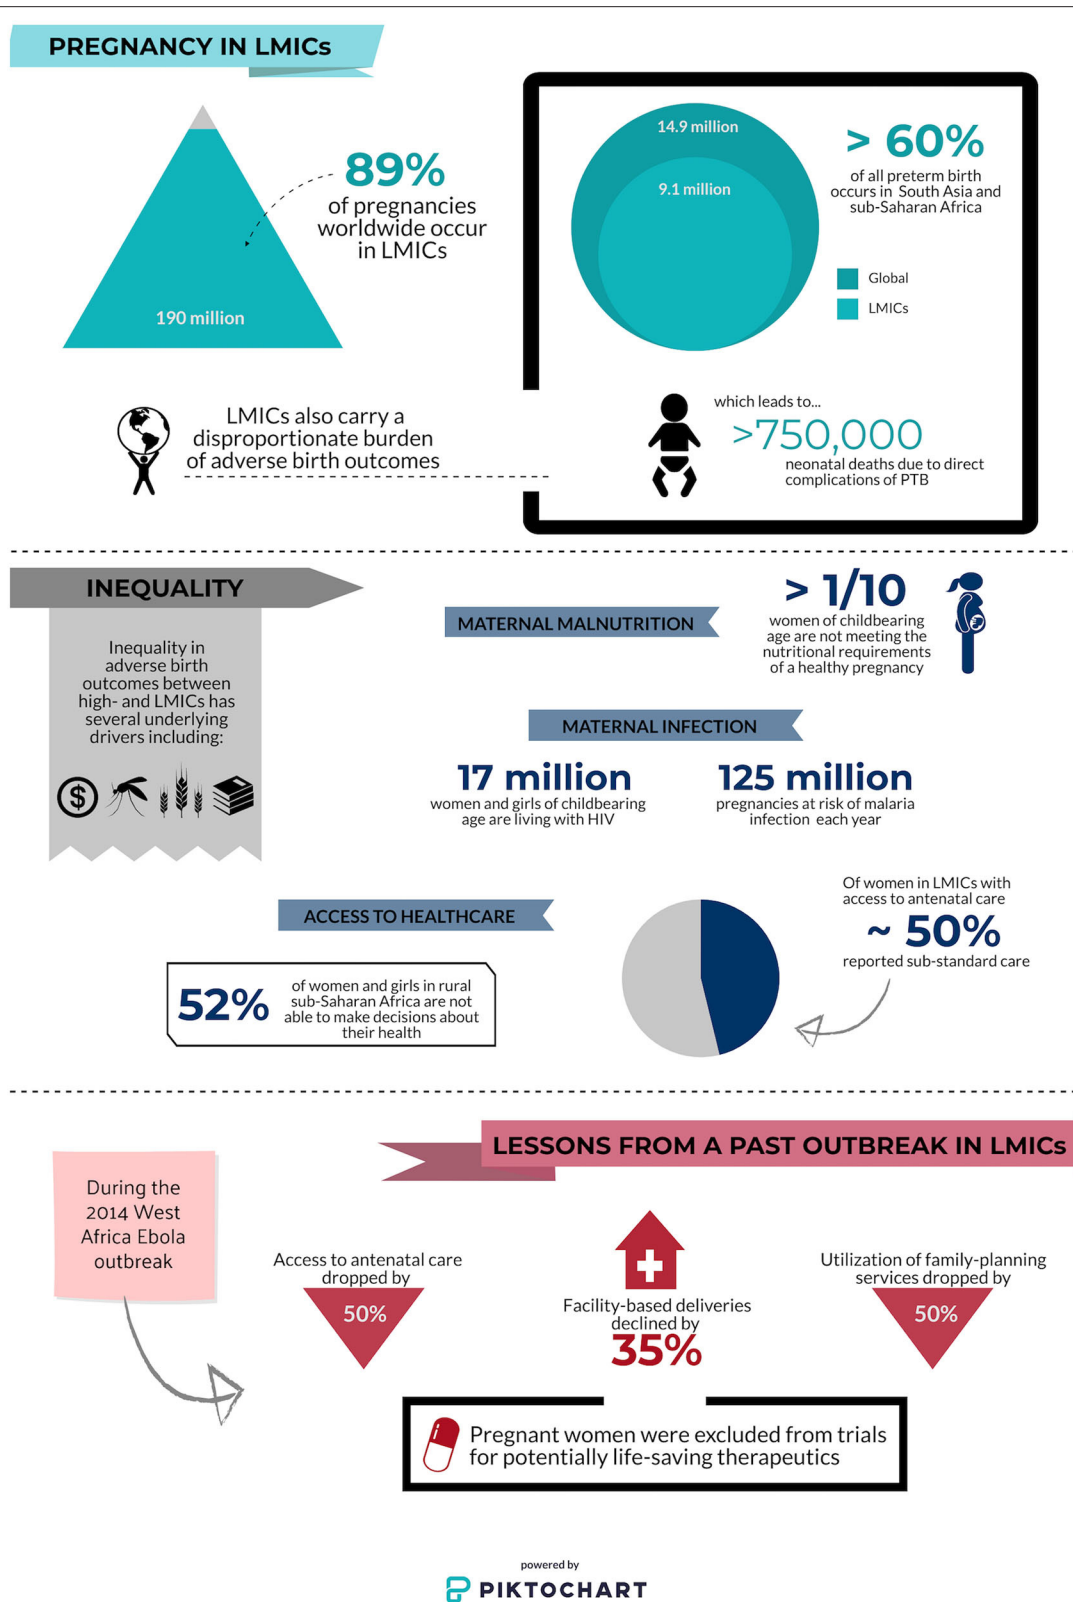 PREGNANCY IN LMICs
89%
of pregnancies
worldwide occur
in LMICs
190 million
14.9 million
9.1 million
> 60%
of all preterm birth
occurs in South Asia and
sub-Saharan Africa
Global
LMICs
LMICs also carry a
disproportionate burden
of adverse birth outcomes
which leads to...
>750,000
neonatal deaths due to direct
complications of PTB
INEQUALITY
Inequality in
adverse birth
outcomes between
high- and LMICs has
several underlying
drivers including:
$
MATERNAL MALNUTRITION
> 1/10
women of childbearing
age are not meeting the
nutritional requirements
of a healthy pregnancy
MATERNAL INFECTION
17 million
women and girls of childbearing
age are living with HIV
125 million
pregnancies at risk of malaria
infection each year
ACCESS TO HEALTHCARE
52%
of women and girls in rural
sub-Saharan Africa are not
able to make decisions about
their health
Of women in LMICs with
access to antenatal care
~ 50%
reported sub-standard care
LESSONS FROM A PAST OUTBREAK IN LMICs
During the
2014 West
Africa Ebola
outbreak
Access to antenatal care
dropped by
50%
Facility-based deliveries
declined by
35%
Utilization of family-planning
services dropped by
50%
Pregnant women were excluded from trials
for potentially life-saving therapeutics
powered by
PIKTOCHART